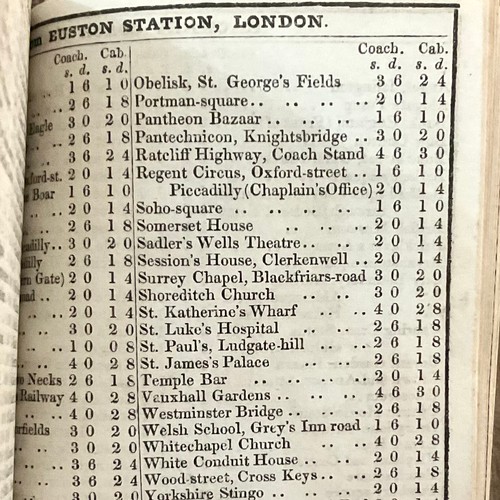 EUSTON STATION, LONDON.
Coach. Cab. Coach. Cab.
s. d. s. d. s. d. s. d.
1 6 1 0 Obelisk, St. George's Fields 3 6 2 4
2 6 1 8 Portman-square .. .. .. .. 2 0 1 4
Eagle 3 0 2 0 Pantheon Bazaar .. .. .. 1 6 1 0
2 6 1 8 Pantechnicon, Knightsbridge .. 3 0 2 0
3 6 2 4 Ratcliff Highway, Coach Stand 4 6 3 0
2 0 1 4 Regent Circus, Oxford-street .. 1 6 1 0
Boar 1 6 1 0 Piccadilly (Chaplain's Office) 2 0 1 4
.. .. 2 0 1 4 Soho-square .. .. .. .. 1 6 1 0
.. .. 2 6 1 8 Somerset House .. .. .. 2 0 1 4
3 0 2 0 Sadler's Wells Theatre .. .. 2 0 1 4
2 6 1 8 Session's House, Clerkenwell .. 2 0 1 4
Gate) 2 0 1 4 Surrey Chapel, Blackfriars-road 3 0 2 0
.. .. 2 0 1 4 Shoreditch Church .. .. .. 3 0 2 0
.. .. 2 0 1 4 St. Katherine's Wharf .. .. 4 0 2 8
.. .. 3 0 2 0 St. Luke's Hospital .. .. 2 6 1 8
.. .. 1 0 0 8 St. Paul's, Ludgate-hill .. .. 2 6 1 8
.. .. 4 0 2 8 St. James's Palace .. .. 2 6 1 8
Necks 2 6 1 8 Temple Bar .. .. .. .. 2 0 1 4
Railway 4 0 2 8 Vauxhall Gardens .. .. .. 4 6 3 0
.. .. 4 0 2 8 Westminster Bridge .. .. .. 2 6 1 8
3 0 2 0 Welsh School, Grey's Inn road 1 6 1 0
.. .. 3 0 2 0 Whitechapel Church .. .. 4 0 2 8
.. .. 3 6 2 4 White Conduit House .. .. 2 0 1 4
.. .. 3 6 2 4 Wood-street, Cross Keys .. .. 2 6 1 8
.. .. 3 0 2 0 Yorkshire Stingo .. .. .. 2 0 1 4